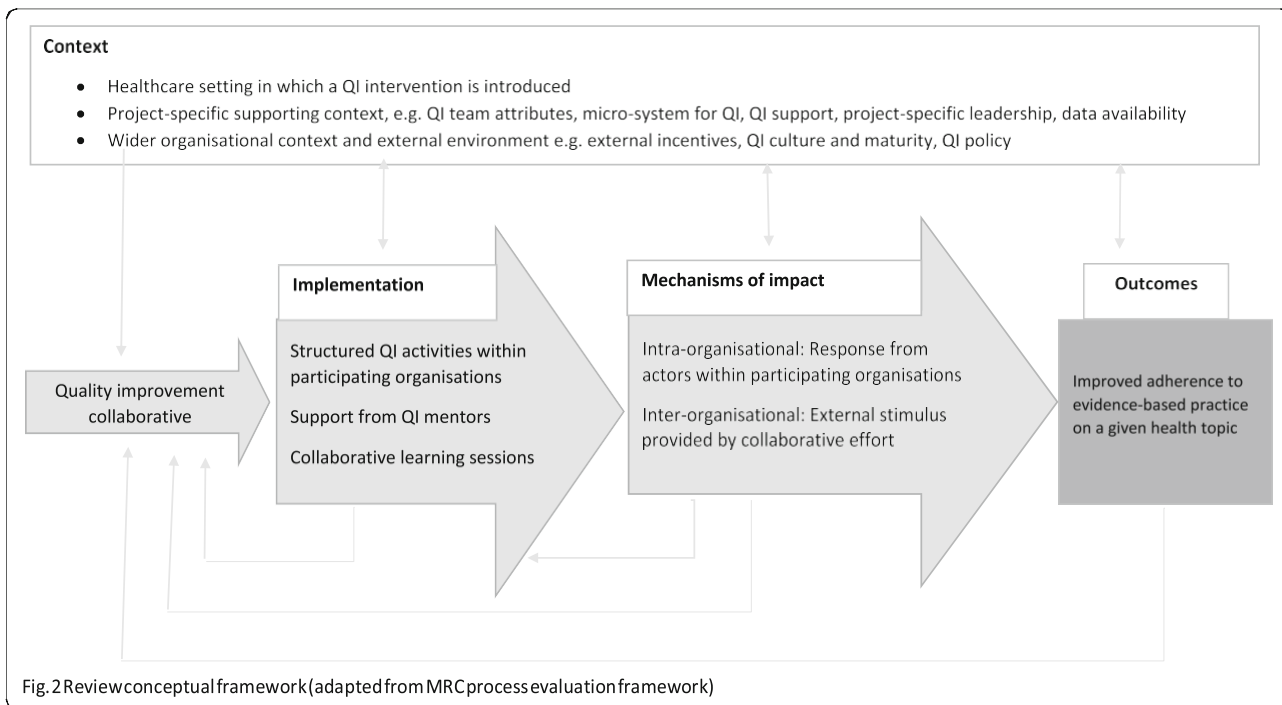 Context
• Healthcare setting in which a QI intervention is introduced
• Project-specific supporting context, e.g. QI team attributes, micro-system for QI, QI support, project-specific leadership, data availability
• Wider organisational context and external environment e.g. external incentives, QI culture and maturity, QI policy
Quality improvement
collaborative
Implementation
Structured QI activities within
participating organisations
Support from QI mentors
Collaborative learning sessions
Mechanisms of impact
Intra-organisational: Response from
actors within participating organisations
Inter-organisational: External stimulus
provided by collaborative effort
Outcomes
Improved adherence to
evidence-based practice
on a given health topic
Fig. 2 Review conceptual framework (adapted from MRC process evaluation framework)